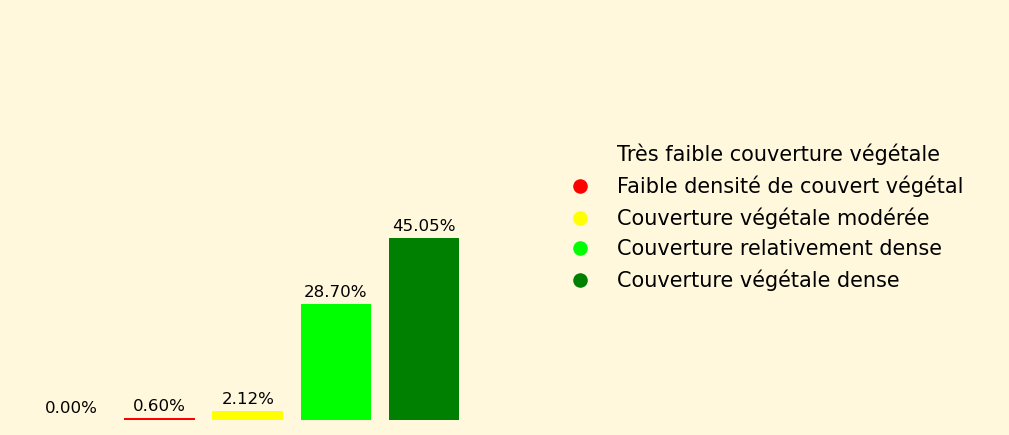 Très faible couverture végétale
Faible densité de couvert végétal
Couverture végétale modérée
Couverture relativement dense
Couverture végétale dense
0.00%
0.60%
2.12%
28.70%
45.05%